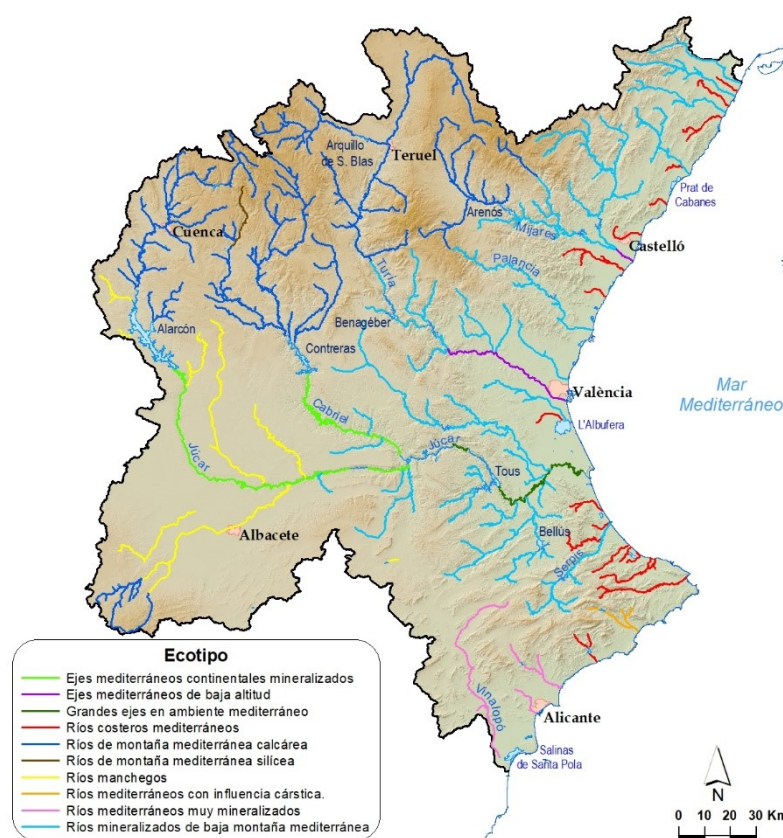 Arquillo
de S. Blas
Teruel
Prat de
Cabanes
Arenós
Cuenca
Mijares
Castelló
Palancia
Turia
Alarcón
Benagéber
Contreras
València
Mar
Mediterráneo
Cabriel
L'Albufera
Júcar
Júcar
Tous
Albacete
Bellús
Serpis
Vinalopó
Alicante
Salinas
de Santa Pola
Ecotipo
Ejes mediterráneos continentales mineralizados
Ejes mediterráneos de baja altitud
Grandes ejes en ambiente mediterráneo
Ríos costeros mediterráneos
Ríos de montaña mediterránea calcárea
Ríos de montaña mediterránea silícea
Ríos manchegos
Ríos mediterráneos con influencia cárstica.
Ríos mediterráneos muy mineralizados
Ríos mineralizados de baja montaña mediterránea
N
0 10 20 30 Km